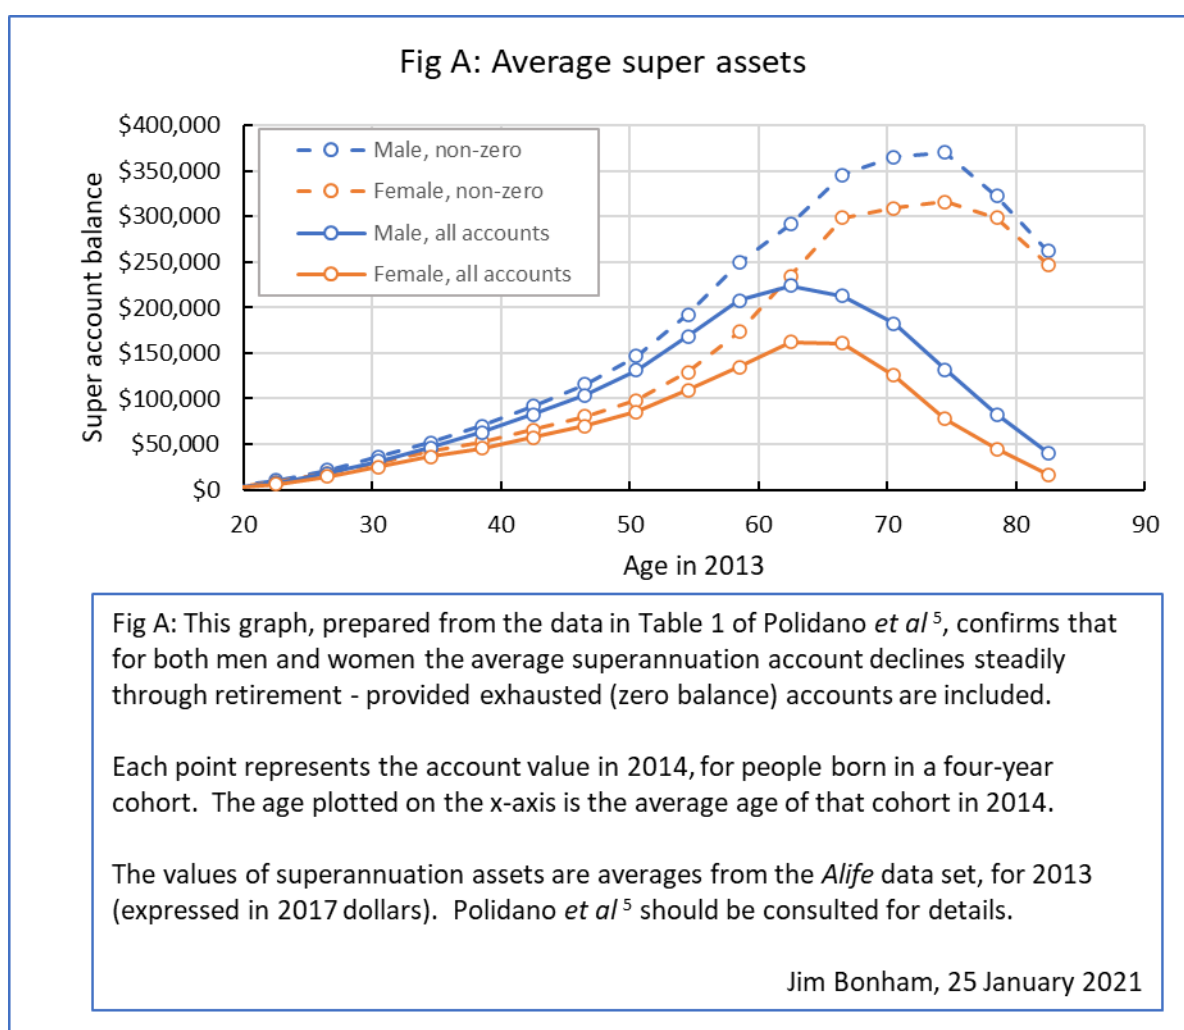 Fig A: Average super assets
Super account balance
$400,000
$350,000
$300,000
$250,000
$200,000
$150,000
$100,000
$50,000
$0
Male, non-zero
Female, non-zero
Male, all accounts
Female, all accounts
20 30 40 50 60 70 80 90
Age in 2013
Fig A: This graph, prepared from the data in Table 1 of Polidano et al 5, confirms that
for both men and women the average superannuation account declines steadily
through retirement - provided exhausted (zero balance) accounts are included.
Each point represents the account value in 2014, for people born in a four-year
cohort. The age plotted on the x-axis is the average age of that cohort in 2014.
The values of superannuation assets are averages from the Alife data set, for 2013
(expressed in 2017 dollars). Polidano et al 5 should be consulted for details.
Jim Bonham, 25 January 2021